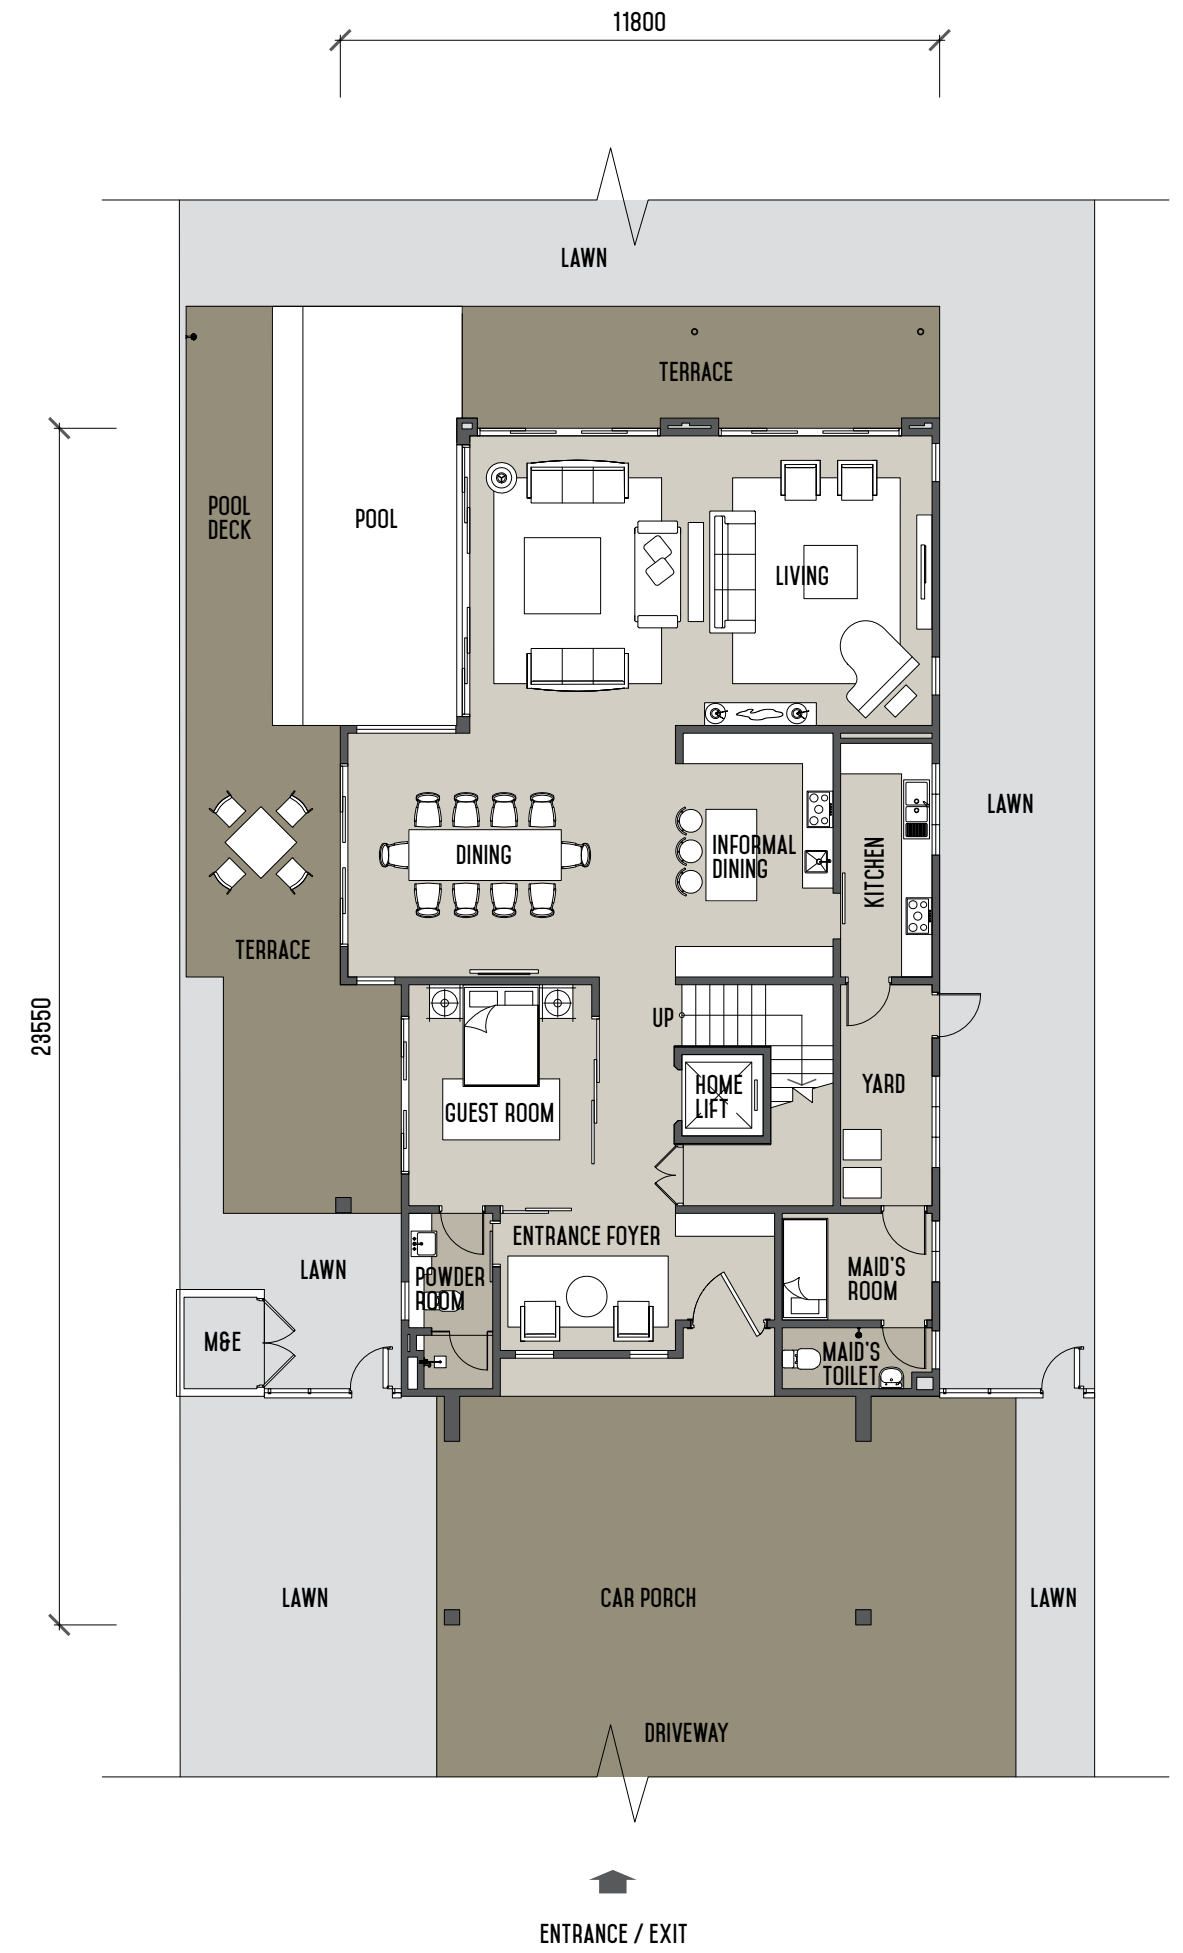 11800
LAWN
TERRACE
POOL
DECK
POOL
LIVING
LAWN
INFORMAL
DINING
DINING
KITCHEN
TERRACE
23550
UP
HOME
LIFT
YARD
GUEST ROOM
ENTRANCE FOYER
LAWN
POWDER
ROOM
MAID'S
ROOM
M&E
MAID'S
TOILET
LAWN
CAR PORCH
LAWN
DRIVEWAY
ENTRANCE / EXIT